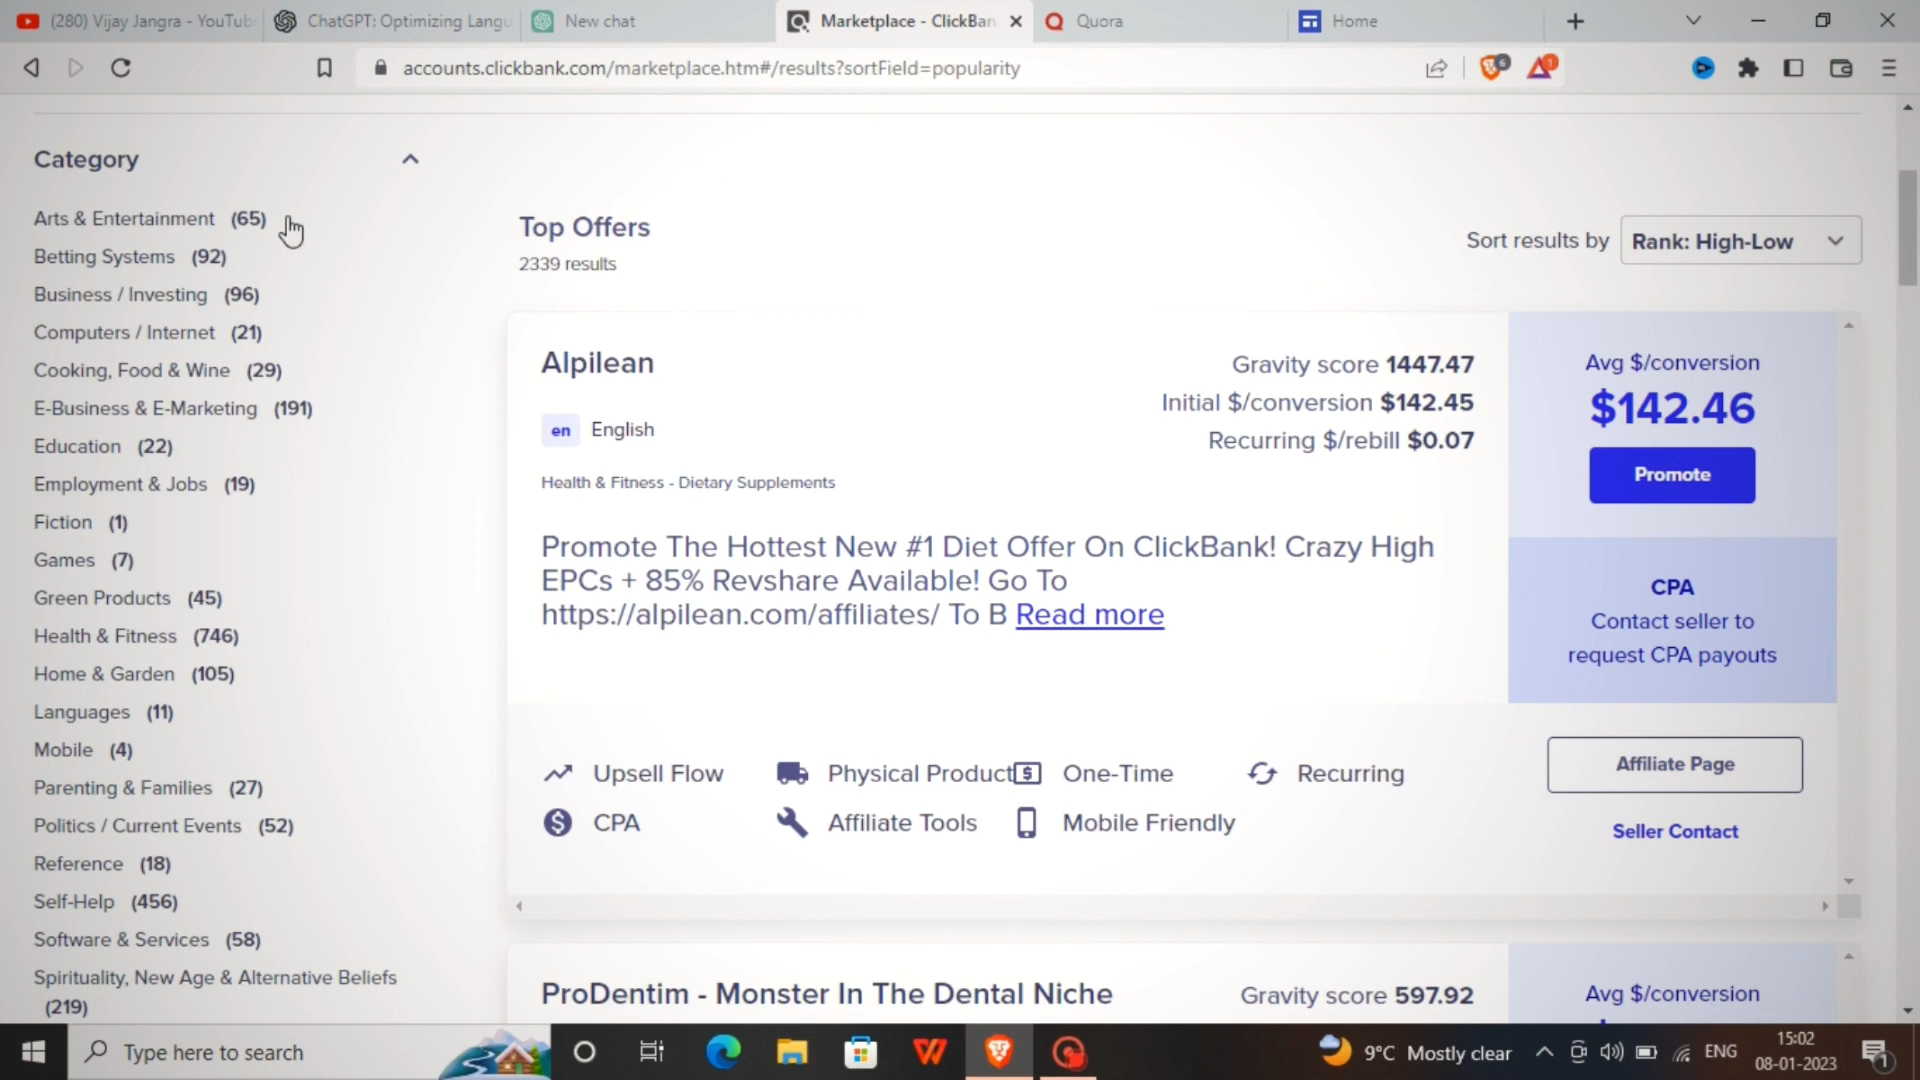 (280) Vijay Jangra - YouTub
ChatGPT: Optimizing Langu
New chat
Marketplace - ClickBan
Quora
Home
accounts.clickbank.com/marketplace.htm#/results?sortField=popularity
6
1
Category
Arts & Entertainment (65)
Betting Systems (92)
Business / Investing (96)
Computers / Internet (21)
Cooking, Food & Wine (29)
E-Business & E-Marketing (191)
Education (22)
Employment & Jobs (19)
Fiction (1)
Games (7)
Green Products (45)
Health & Fitness (746)
Home & Garden (105)
Languages (11)
Mobile (4)
Parenting & Families (27)
Politics / Current Events (52)
Reference (18)
Self-Help (456)
Software & Services (58)
Spirituality, New Age & Alternative Beliefs
(219)
Top Offers
2339 results
Sort results by Rank: High-Low
Alpilean
en English
Health & Fitness - Dietary Supplements
Gravity score 1447.47
Initial $/conversion $142.45
Recurring $/rebill $0.07
Promote The Hottest New #1 Diet Offer On ClickBank! Crazy High
EPCs + 85% Revshare Available! Go To
https://alpilean.com/affiliates/ To B Read more
Avg $/conversion
$142.46
Promote
CPA
Contact seller to
request CPA payouts
Upsell Flow
Physical Product
One-Time
Recurring
CPA
Affiliate Tools
Mobile Friendly
Affiliate Page
Seller Contact
ProDentim - Monster In The Dental Niche
Gravity score 597.92
Avg $/conversion
Type here to search
9°C Mostly clear
ENG
15:02
08-01-2023
1